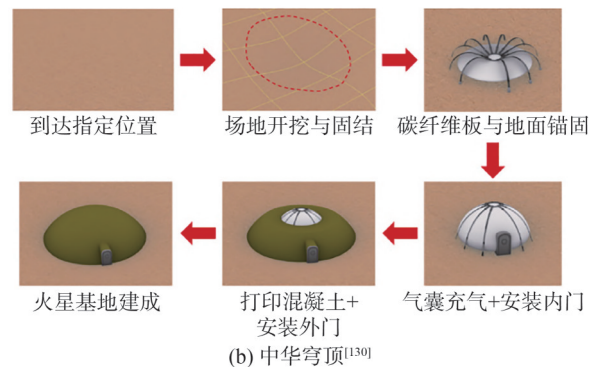 到达指定位置
场地开挖与固结
碳纤维板与地面锚固
火星基地建成
打印混凝土+
安装外门
气囊充气+安装内门
(b) 中华穹顶[130]